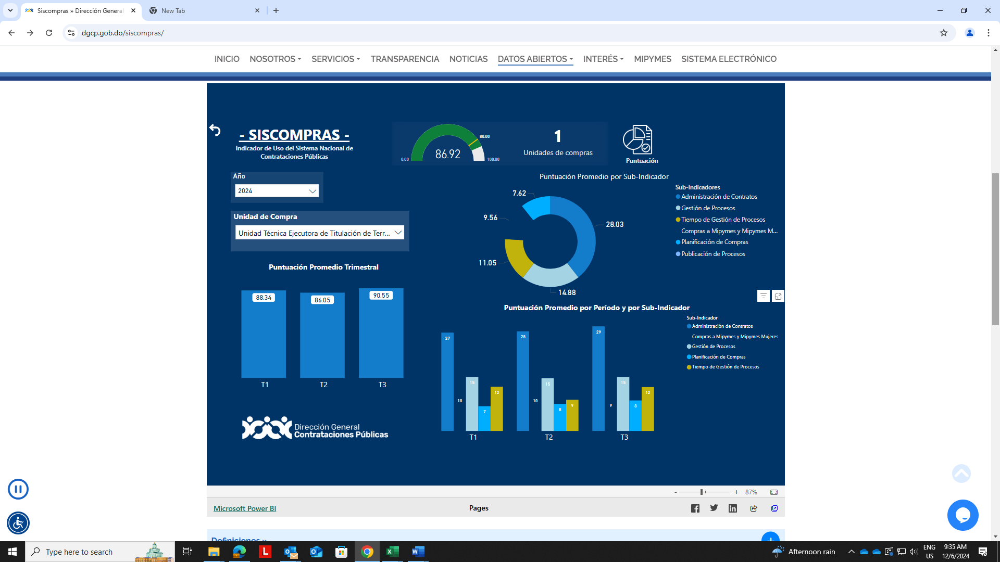 Siscompras » Dirección General
New Tab
dgcp.gob.do/siscompras/
INICIO NOSOTROS SERVICIOS TRANSPARENCIA NOTICIAS DATOS ABIERTOS INTERÉS MIPYMES SISTEMA ELECTRÓNICO
- SISCOMPRAS -
Indicador de Uso del Sistema Nacional de
Contrataciones Públicas
80.00
86.92
0.00
100.00
1
Unidades de compras
Puntuación
Año
2024
Unidad de Compra
Unidad Técnica Ejecutora de Titulación de Terr...
Puntuación Promedio Trimestral
88.34
86.05
90.55
T1
T2
T3
Puntuación Promedio por Sub-Indicador
7.62
9.56
28.03
11.05
14.88
Sub-Indicadores
Administración de Contratos
Gestión de Procesos
Tiempo de Gestión de Procesos
Compras a Mipymes y Mipymes M...
Planificación de Compras
Publicación de Procesos
Puntuación Promedio por Período y por Sub-Indicador
Sub-Indicador
Administración de Contratos
Compras a Mipymes y Mipymes Mujeres
Gestión de Procesos
Planificación de Compras
Tiempo de Gestión de Procesos
27
10
15
7
12
28
10
15
8
9
29
9
15
8
12
T1
T2
T3
Dirección General
Contrataciones Públicas
- + 87%
Microsoft Power BI
Pages
Definiciones »
Type here to search
Afternoon rain
ENG
US
9:35 AM
12/6/2024